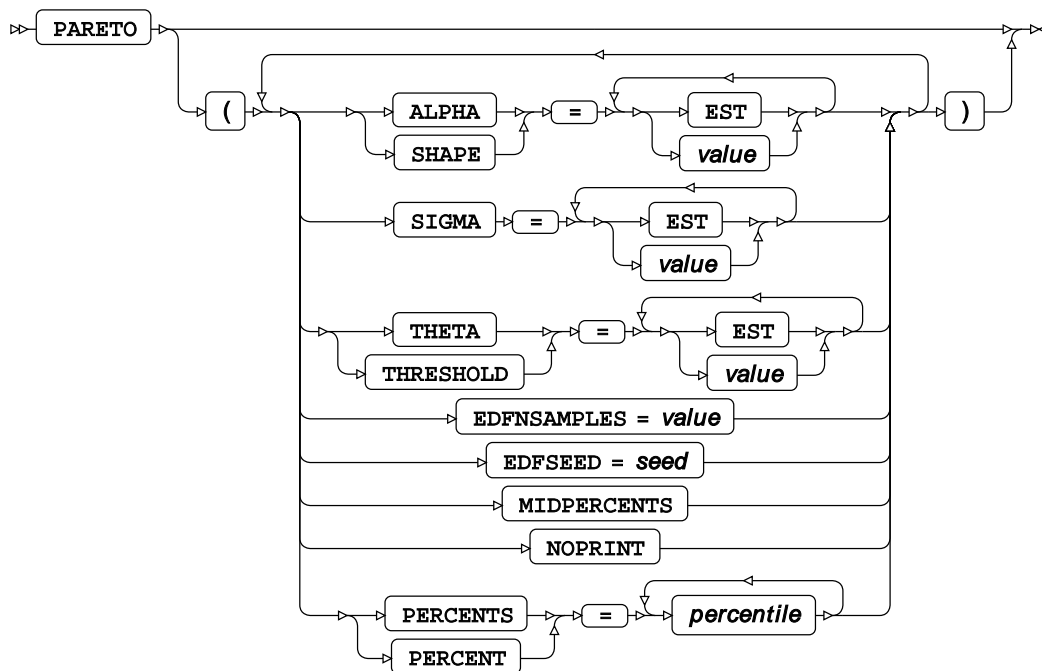 PARETO
( ALPHA = EST )
SHAPE value
SIGMA = EST
value
THETA = EST
THRESHOLD value
EDFNSAMPLES = value
EDFSEED = seed
MIDPERCENTS
NOPRINT
PERCENTS = percentile
PERCENT